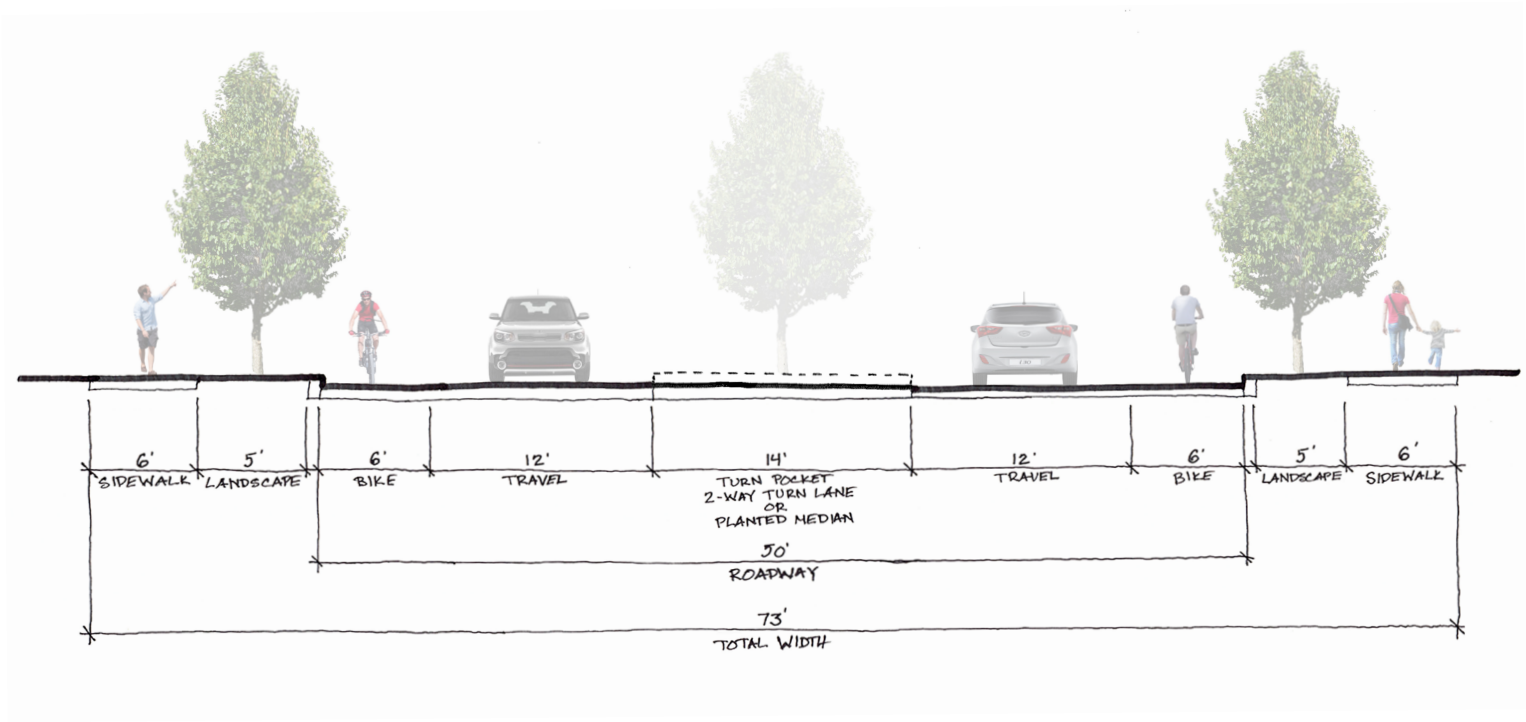 6' 5' 6' 12' 14' 12' 6' 5' 6'
SIDEWALK LANDSCAPE BIKE TRAVEL TURN POCKET TRAVEL BIKE LANDSCAPE SIDEWALK
2-WAY TURN LANE
OR
PLANTED MEDIAN
50'
ROADWAY
73'
TOTAL WIDTH